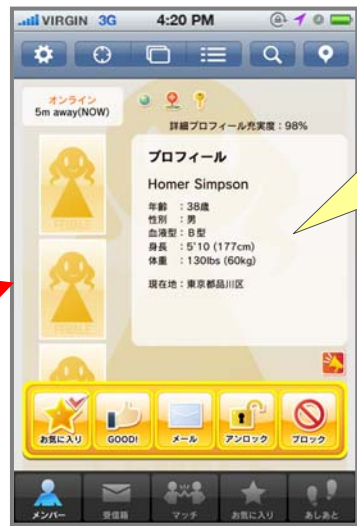 VIRGIN 3G 4:20 PM
オンライン
5m away(NOW)
詳細プロフィール充実度：98%
プロフィール
Homer Simpson
年齢 ：38歳
性別 ：男
血液型：B型
身長 ：5'10 (177cm)
体重 ：130lbs (60kg)
現在地：東京都品川区
FEMALE
FEMALE
お気に入り GOOD! メール アンロック ブロック
メンバー 受信箱 マッチ お気に入り あしあと